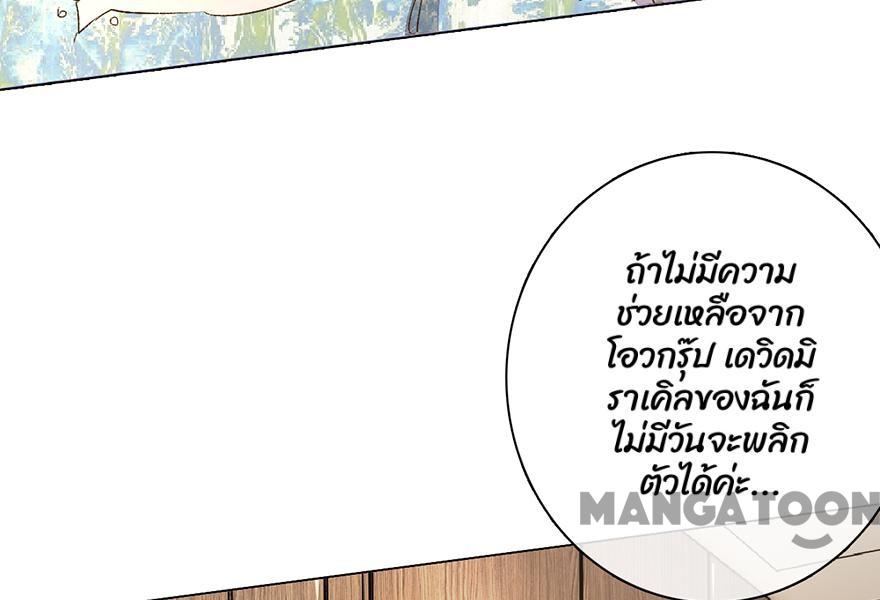 ถ้าไม่มีความ
ช่วยเหลือจาก
โอวกรุ๊ป เดวิดมิ
ราเคิลของฉันก็
ไม่มีวันจะพลิก
ตัวได้ค่ะ...
MANGATOON